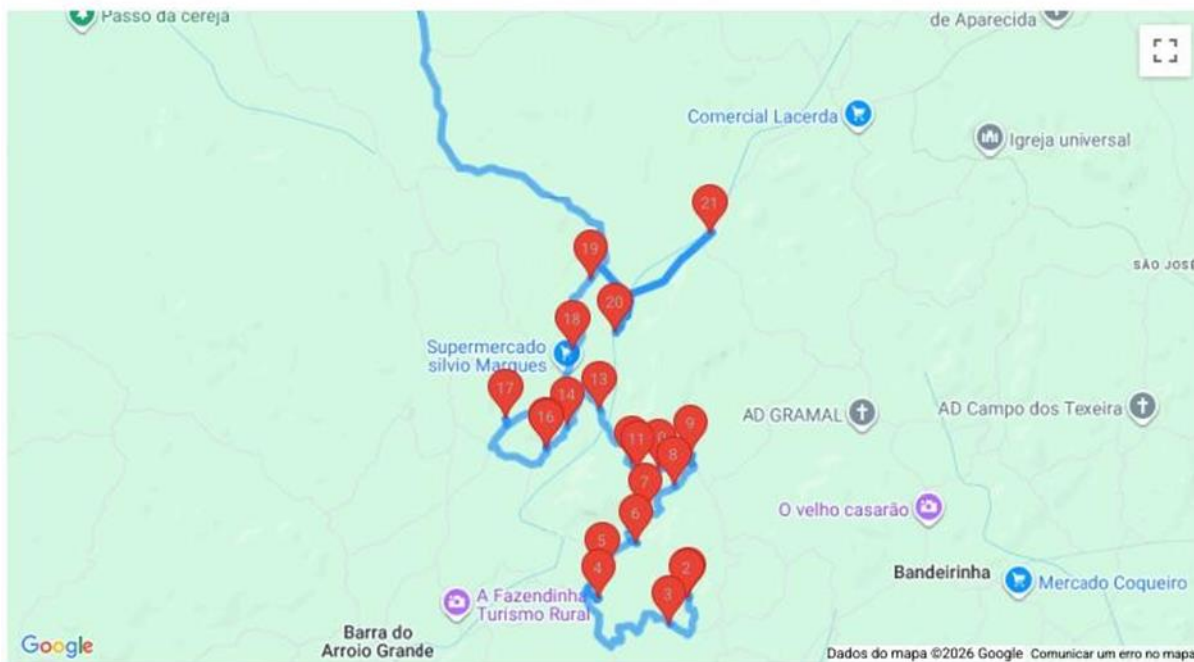 Passo da cereja
de Aparecida
Comercial Lacerda
Igreja universal
21
SÃO JOSÉ
19
20
18
Supermercado
silvio Marques
17
13
14
16
AD GRAMAL
AD Campo dos Texeira
9
11
8
7
6
O velho casarão
5
4
2
3
Bandeirinha
Mercado Coqueiro
A Fazendinha
Turismo Rural
Barra do
Arroio Grande
Google
Dados do mapa ©2026 Google
Comunicar um erro no mapa